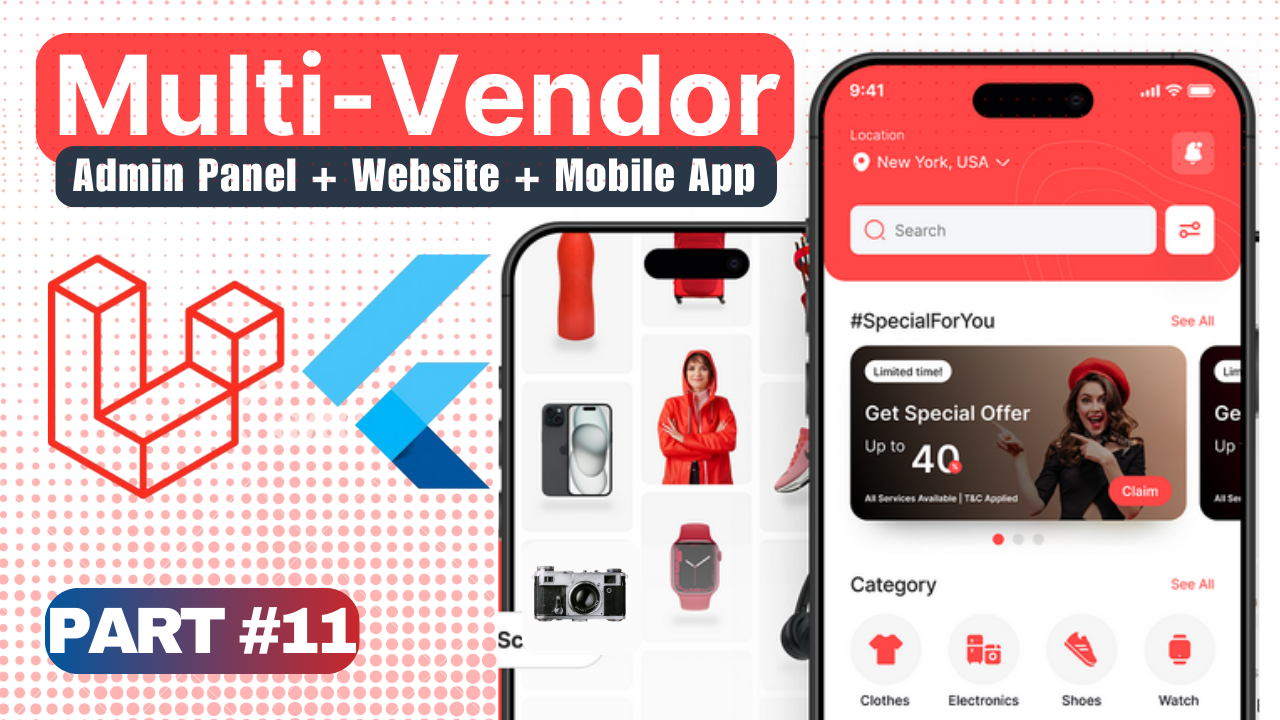 Multi-Vendor
Admin Panel + Website + Mobile App
PART #11
Sc
9:41
Location
New York, USA
Search
#SpecialForYou
See All
Limited time!
Get Special Offer
Up to 40%
All Services Available | T&C Applied
Claim
Lim
Ge
Up
All Ser
Category
See All
Clothes
Electronics
Shoes
Watch